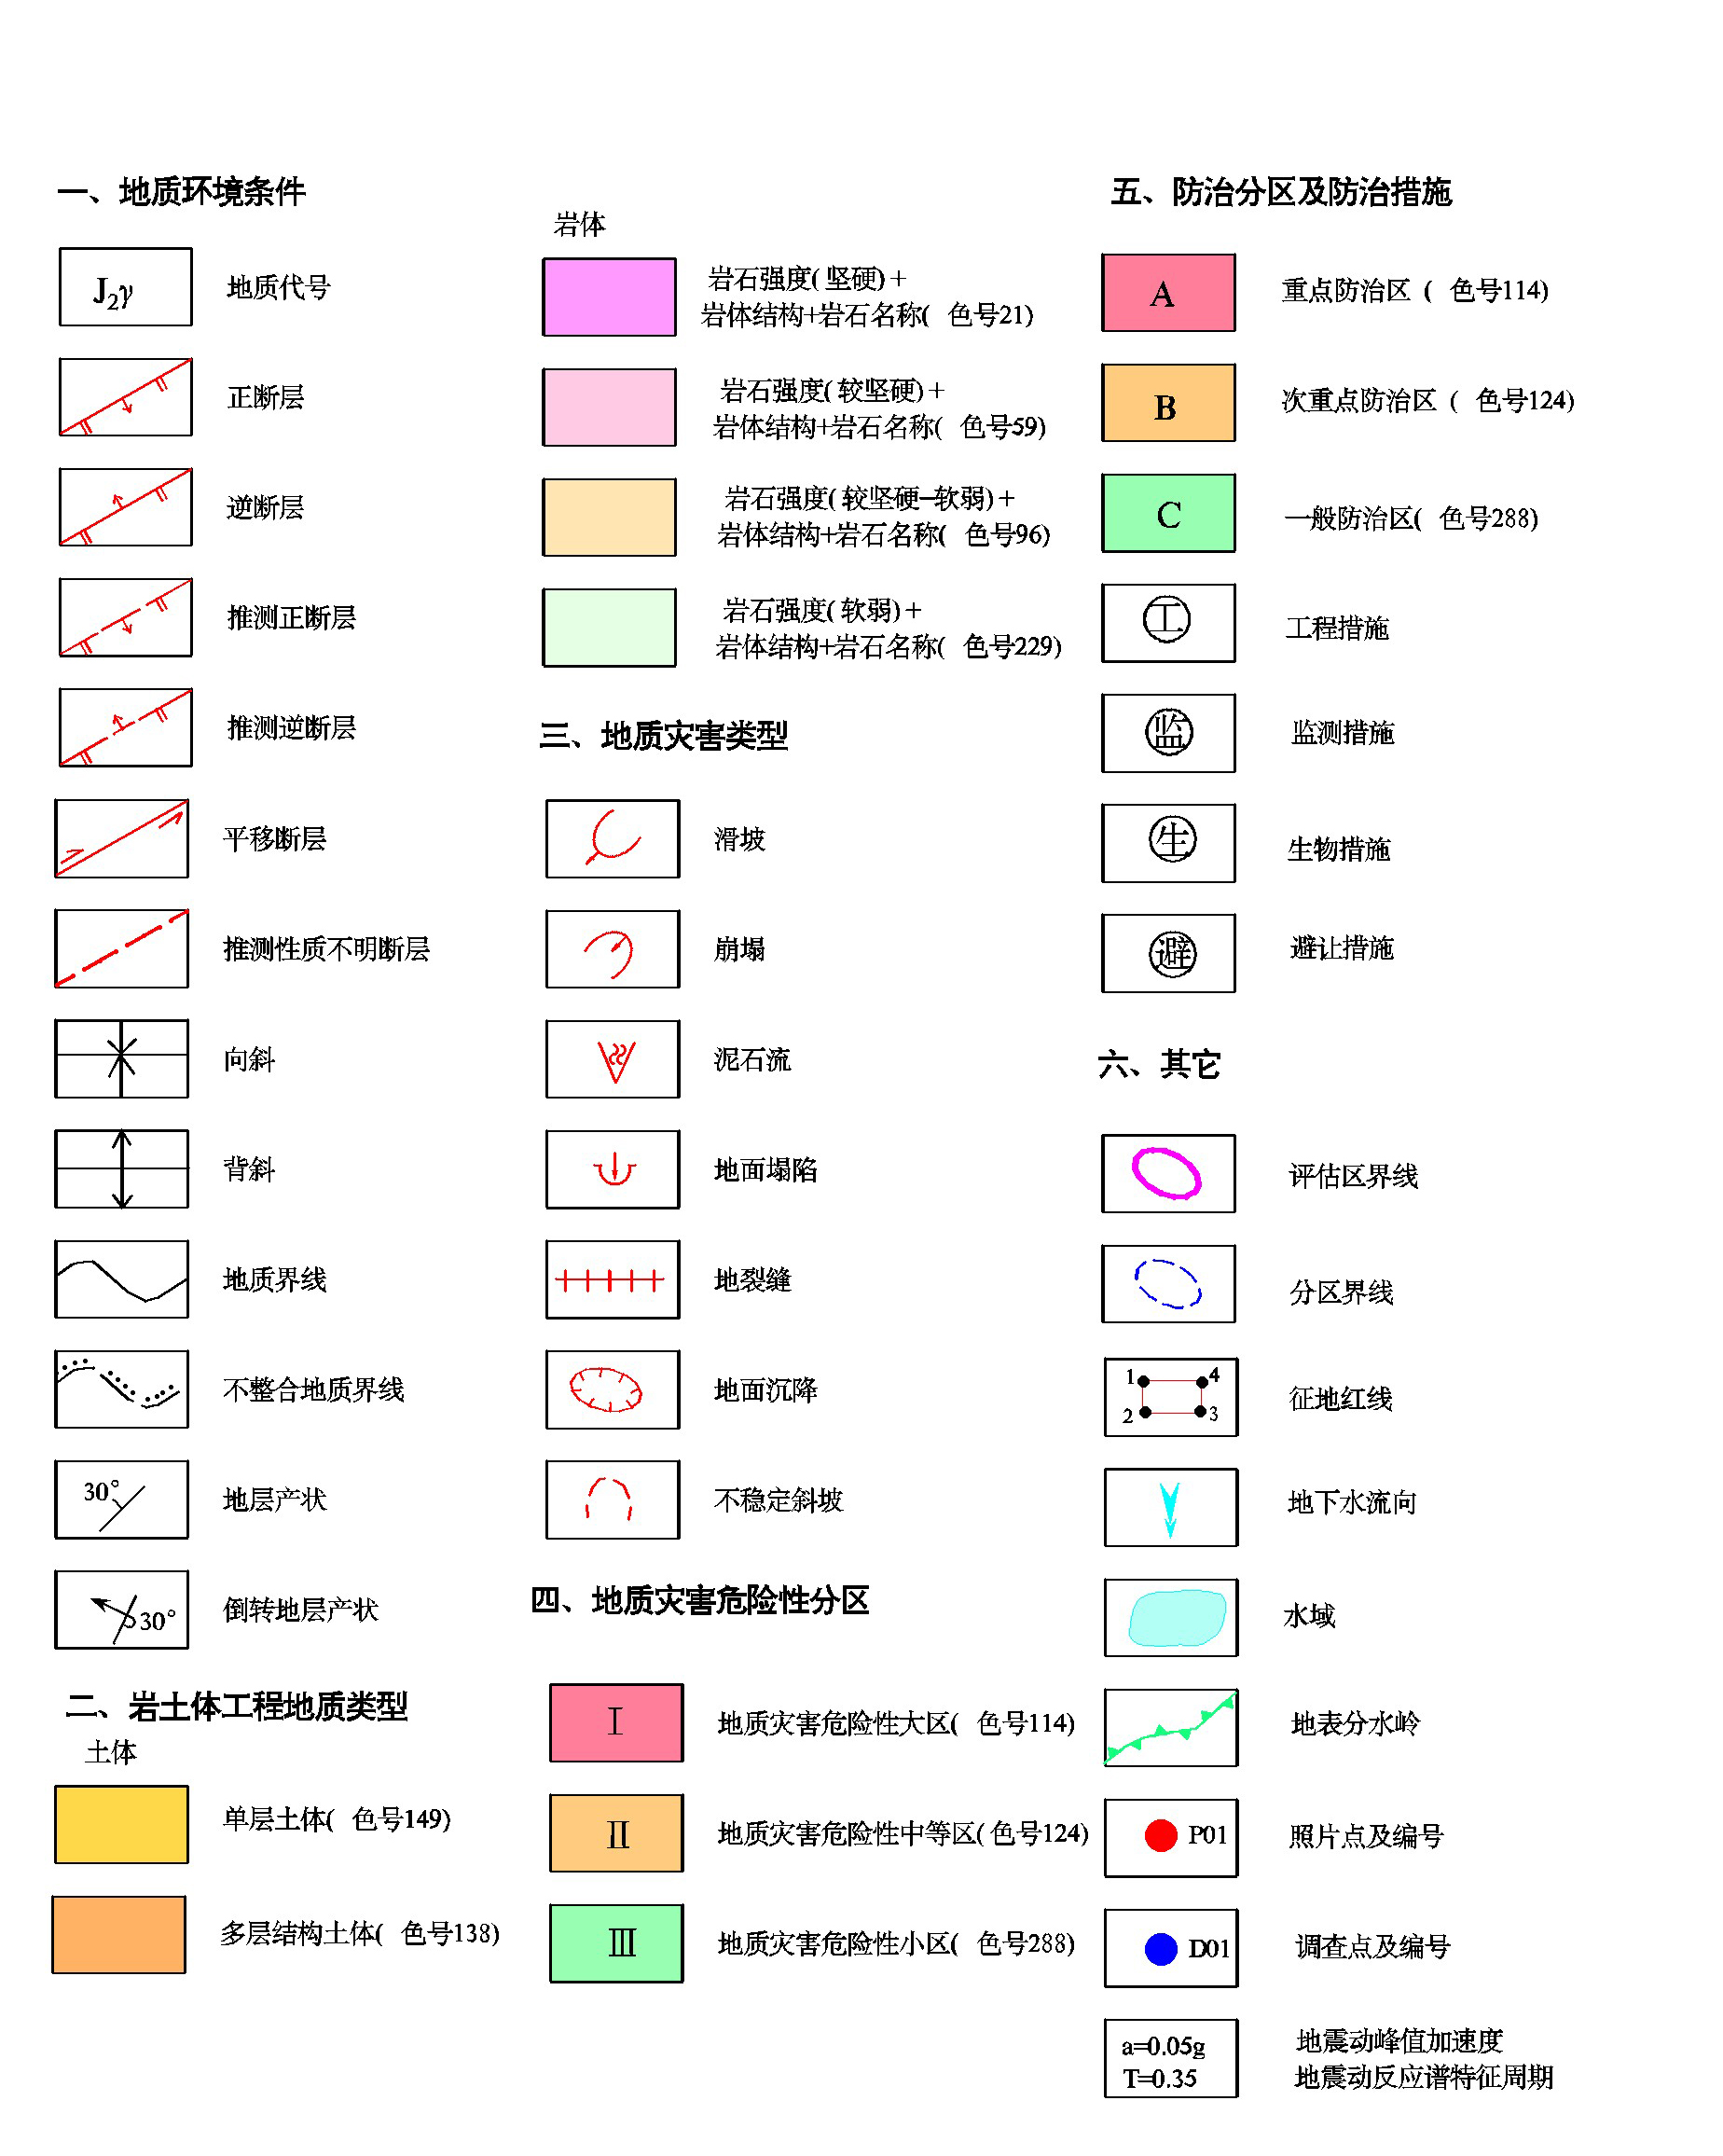 一、地质环境条件
J₂γ 地质代号
正断层
逆断层
推测正断层
推测逆断层
平移断层
推测性质不明断层
向斜
背斜
地质界线
不整合地质界线
30° 地层产状
30° 倒转地层产状
二、岩土体工程地质类型
土体
单层土体( 色号149)
多层结构土体( 色号138)
岩体
岩石强度( 坚硬)+
岩体结构+岩石名称( 色号21)
岩石强度( 较坚硬)+
岩体结构+岩石名称( 色号59)
岩石强度( 较坚硬-软弱)+
岩体结构+岩石名称( 色号96)
岩石强度( 软弱)+
岩体结构+岩石名称( 色号229)
三、地质灾害类型
滑坡
崩塌
泥石流
地面塌陷
地裂缝
地面沉降
不稳定斜坡
四、地质灾害危险性分区
Ⅰ 地质灾害危险性大区( 色号114)
Ⅱ 地质灾害危险性中等区( 色号124)
Ⅲ 地质灾害危险性小区( 色号288)
五、防治分区及防治措施
A 重点防治区 ( 色号114)
B 次重点防治区 ( 色号124)
C 一般防治区( 色号288)
工 工程措施
监 监测措施
生 生物措施
避 避让措施
六、其它
评估区界线
分区界线
1 4
2 3 征地红线
地下水流向
水域
地表分水岭
P01 照片点及编号
D01 调查点及编号
a=0.05g 地震动峰值加速度
T=0.35 地震动反应谱特征周期